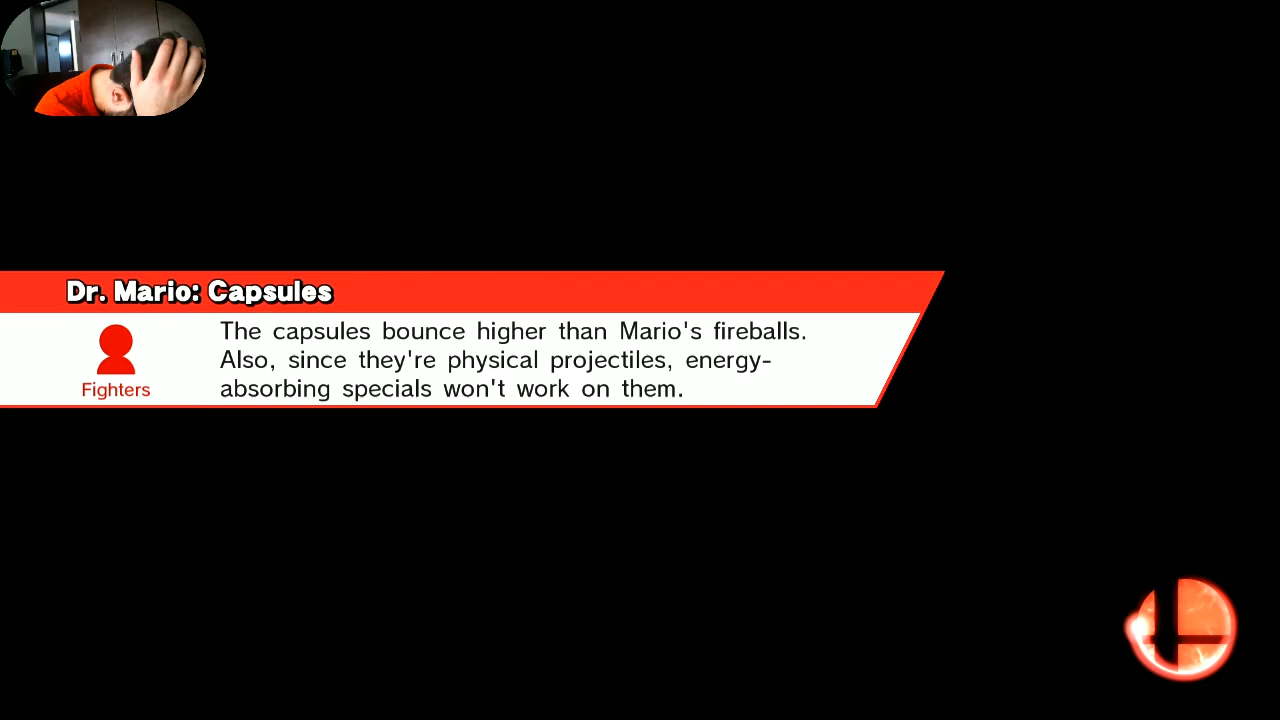 Dr. Mario: Capsules
The capsules bounce higher than Mario's fireballs.
Also, since they're physical projectiles, energy-
absorbing specials won't work on them.
Fighters